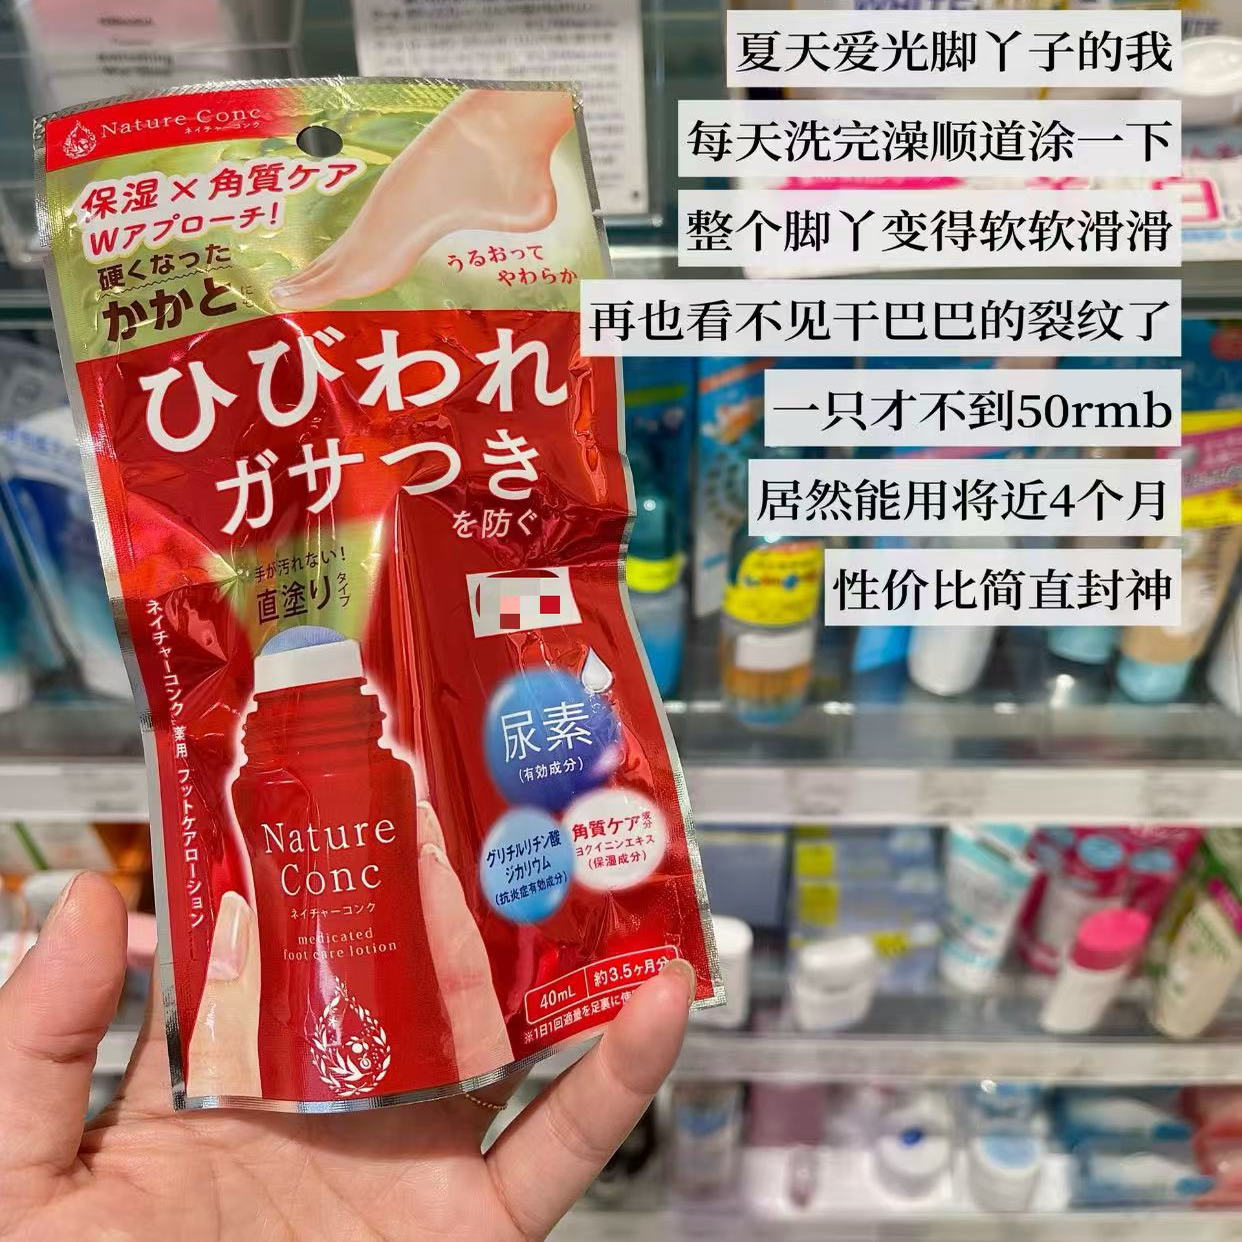 夏天爱光脚丫子的我
每天洗完澡顺道涂一下
整个脚丫变得软软滑滑
再也看不见干巴巴的裂纹了
一只才不到50rmb
居然能用将近4个月
性价比简直封神
Nature Conc
ネイチャーコンク
保湿×角質ケア
Wアプローチ!
硬くなった
かかとに
うるおって
やわらか
ひびわれ
ガサつき
を防ぐ
手が汚れない!
直塗りタイプ
ネイチャーコンク 薬用 フットケアローション
尿素
(有効成分)
グリチルリチン酸
ジカリウム
(抗炎症有効成分)
角質ケア成分
ヨクイニンエキス
(保湿成分)
Nature
Conc
ネイチャーコンク
medicated
foot care lotion
40mL 約3.5ヶ月分
※1日1回適量を足裏に使